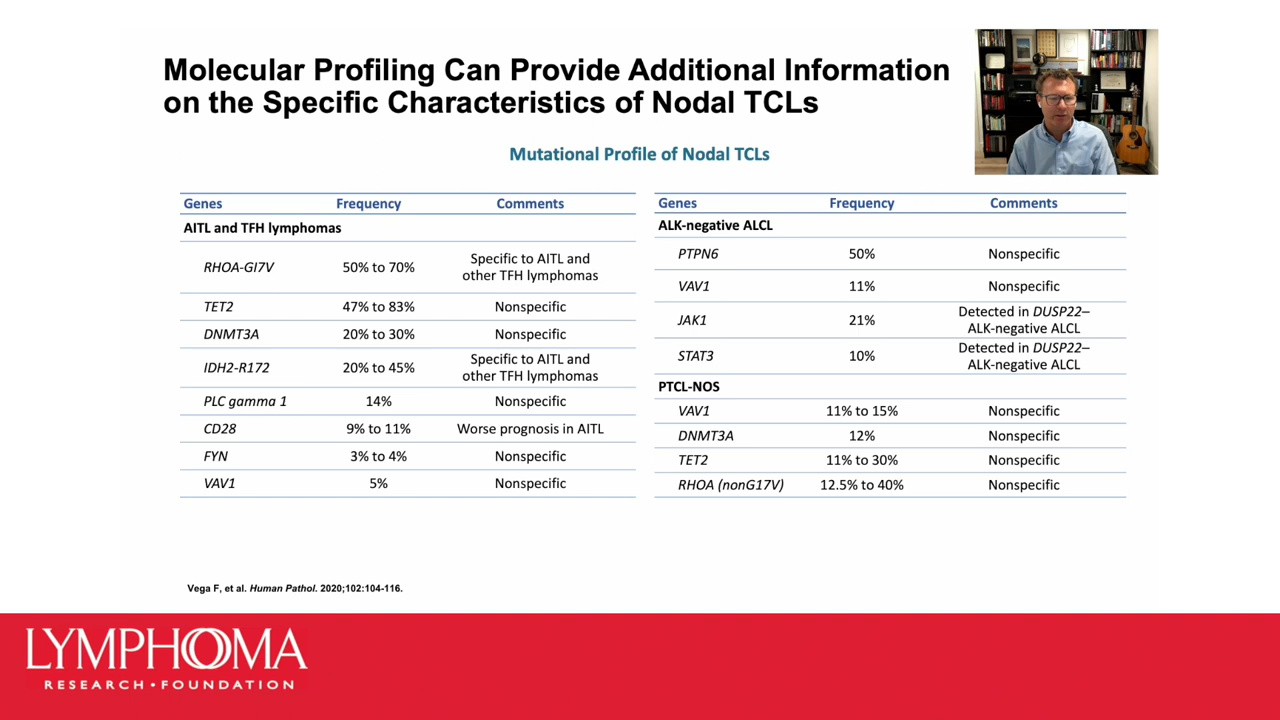 Molecular Profiling Can Provide Additional Information
on the Specific Characteristics of Nodal TCLs
Mutational Profile of Nodal TCLs
Genes Frequency Comments
AITL and TFH lymphomas
RHOA-GI7V 50% to 70% Specific to AITL and
other TFH lymphomas
TET2 47% to 83% Nonspecific
DNMT3A 20% to 30% Nonspecific
IDH2-R172 20% to 45% Specific to AITL and
other TFH lymphomas
PLC gamma 1 14% Nonspecific
CD28 9% to 11% Worse prognosis in AITL
FYN 3% to 4% Nonspecific
VAV1 5% Nonspecific
Genes Frequency Comments
ALK-negative ALCL
PTPN6 50% Nonspecific
VAV1 11% Nonspecific
JAK1 21% Detected in DUSP22–
ALK-negative ALCL
STAT3 10% Detected in DUSP22–
ALK-negative ALCL
PTCL-NOS
VAV1 11% to 15% Nonspecific
DNMT3A 12% Nonspecific
TET2 11% to 30% Nonspecific
RHOA (nonG17V) 12.5% to 40% Nonspecific
Vega F, et al. Human Pathol. 2020;102:104-116.
LYMPHOMA
RESEARCH • FOUNDATION